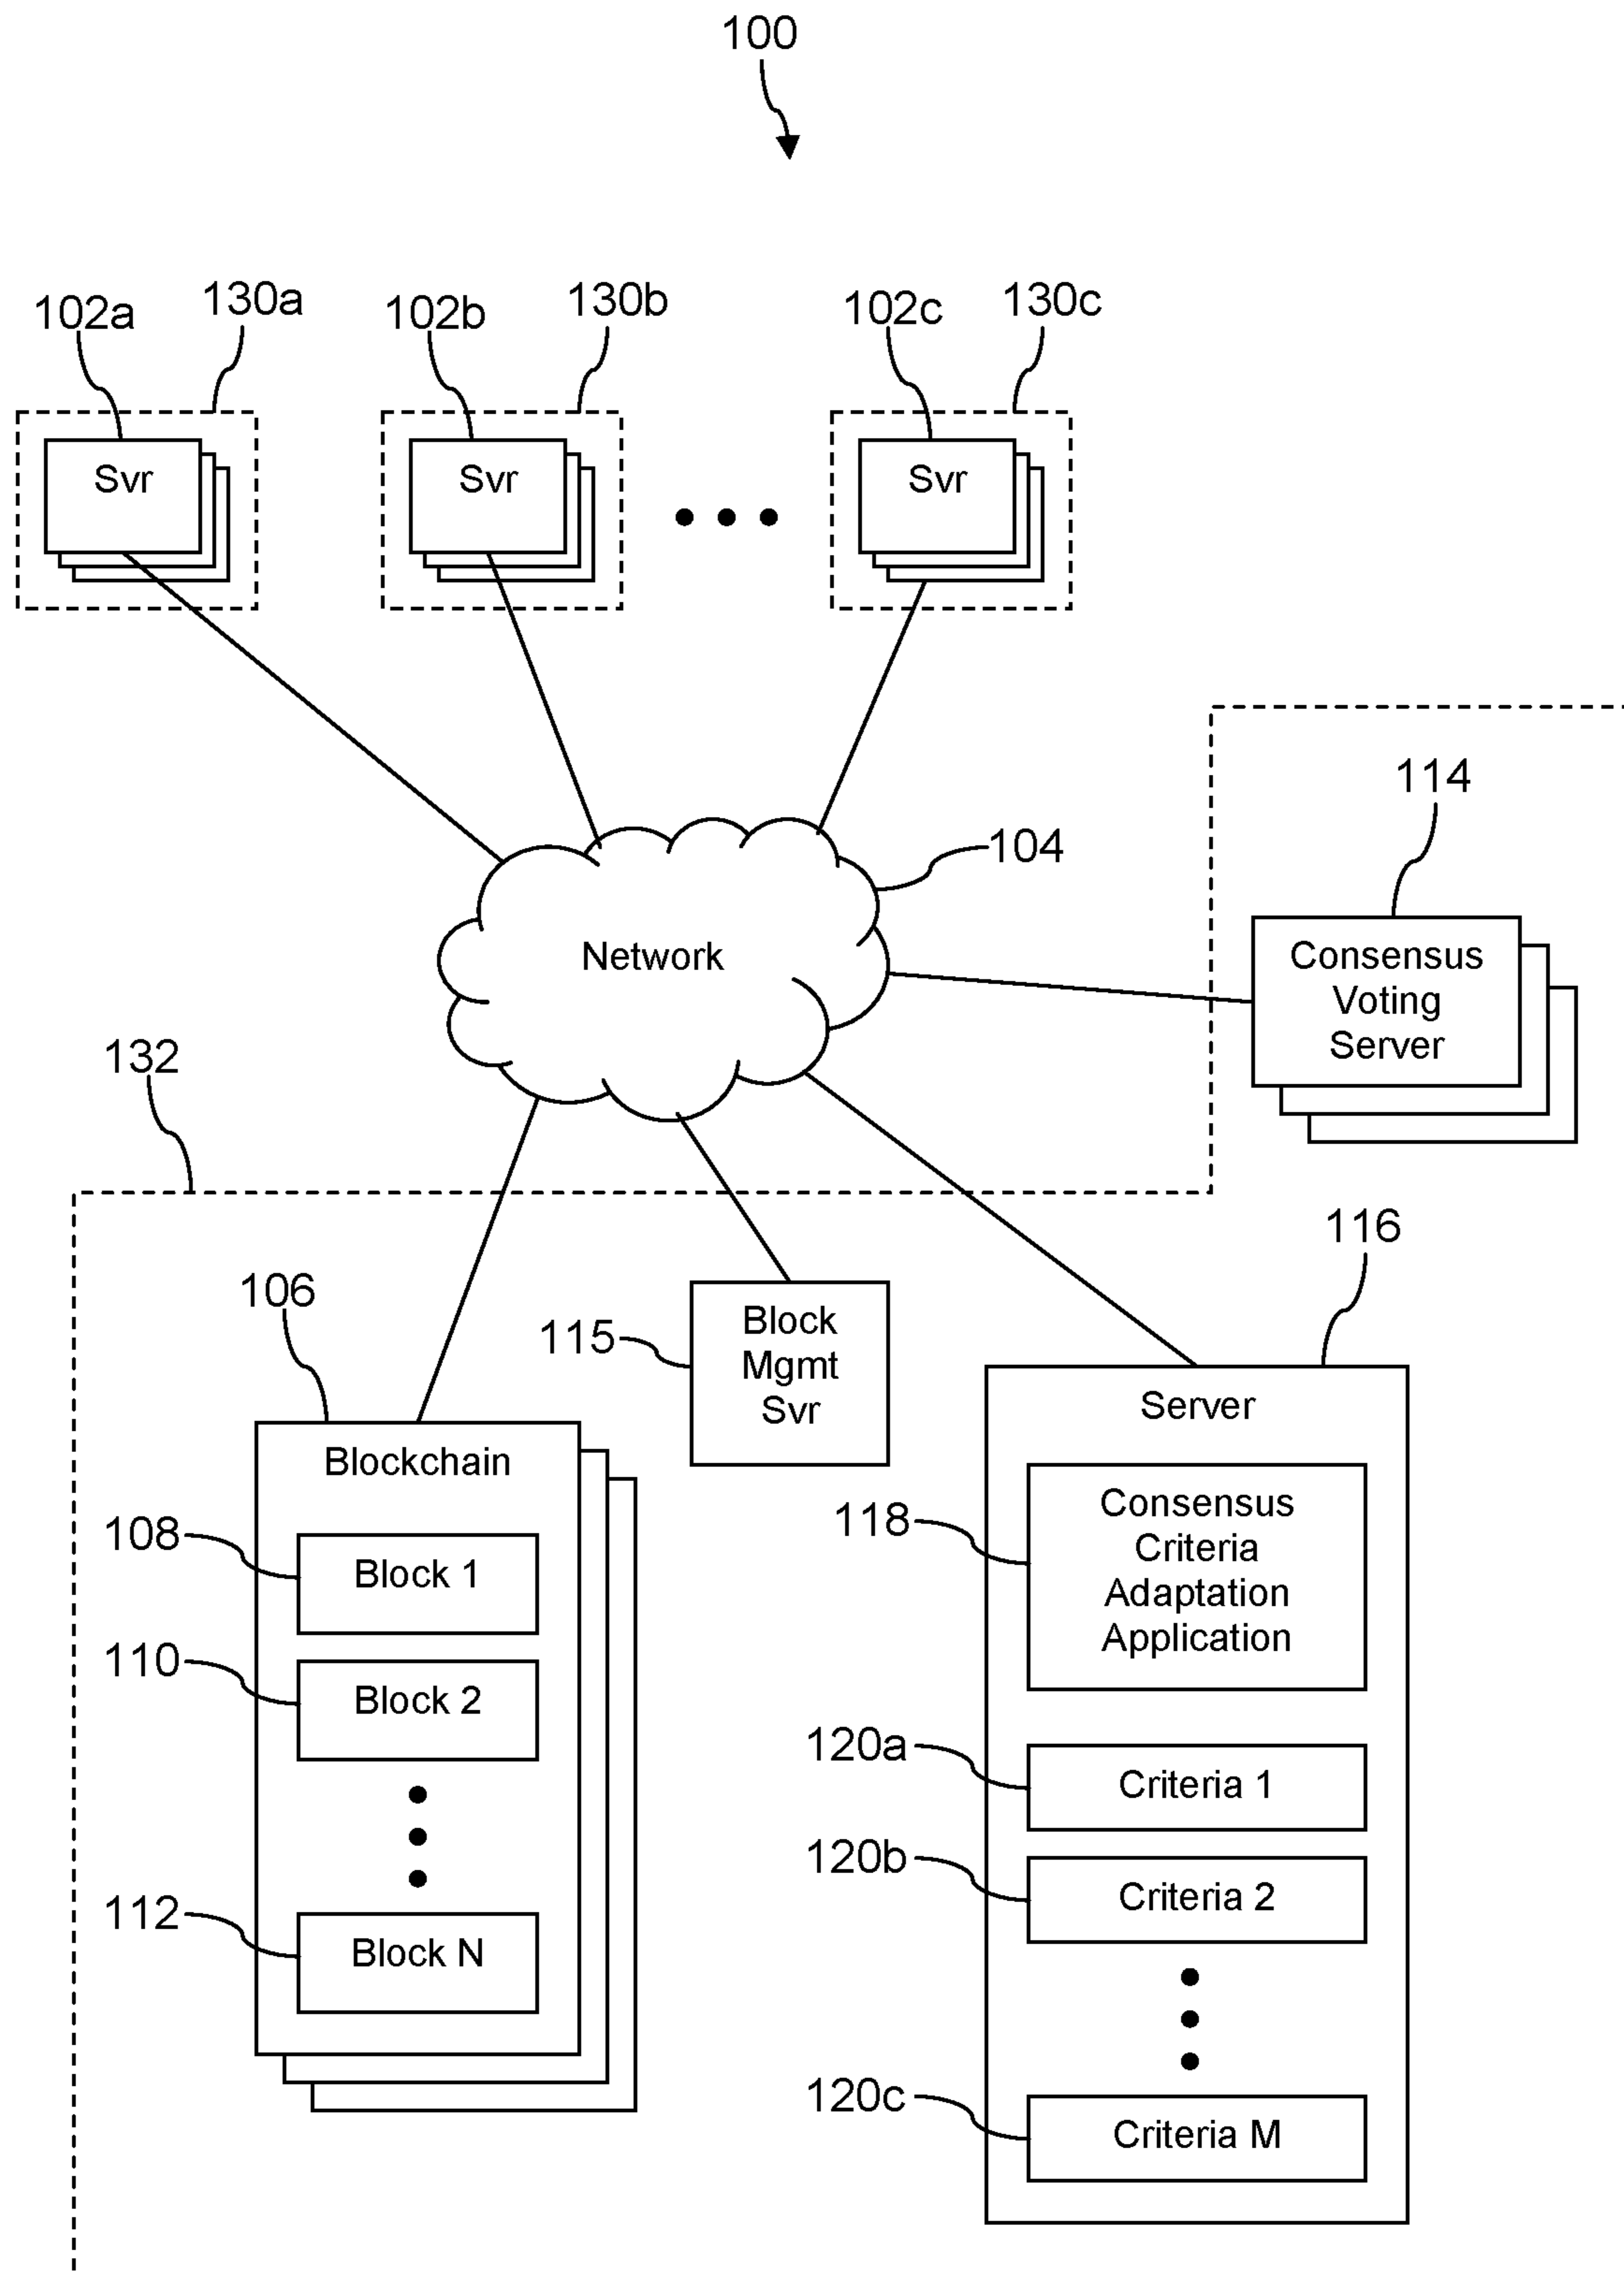 100
102a
130a
102b
130b
102c
130c
Svr
Svr
Svr
114
104
Network
Consensus
Voting
Server
132
116
106
115
Block
Mgmt
Svr
Server
Blockchain
118
Consensus
Criteria
Adaptation
Application
108
Block 1
110
Block 2
120a
Criteria 1
120b
Criteria 2
112
Block N
120c
Criteria M